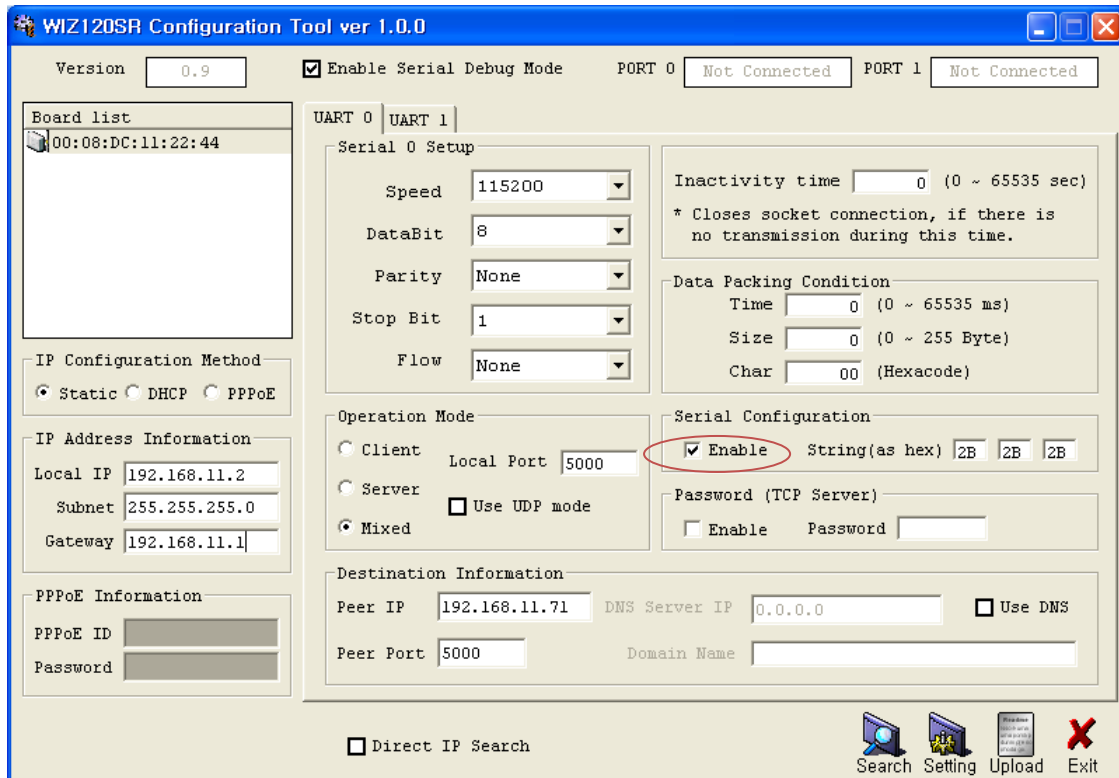 WIZ120SR Configuration Tool ver 1.0.0
Version 0.9 Enable Serial Debug Mode PORT 0 Not Connected PORT 1 Not Connected
Board list
00:08:DC:11:22:44
IP Configuration Method
Static DHCP PPPoE
IP Address Information
Local IP 192.168.11.2
Subnet 255.255.255.0
Gateway 192.168.11.1
PPPoE Information
PPPoE ID
Password
UART 0 UART 1
Serial 0 Setup
Speed 115200
DataBit 8
Parity None
Stop Bit 1
Flow None
Inactivity time 0 (0 ~ 65535 sec)
* Closes socket connection, if there is
no transmission during this time.
Data Packing Condition
Time 0 (0 ~ 65535 ms)
Size 0 (0 ~ 255 Byte)
Char 00 (Hexacode)
Operation Mode
Client
Server
Mixed
Local Port 5000
Use UDP mode
Serial Configuration
Enable String(as hex) 2B 2B 2B
Password (TCP Server)
Enable Password
Destination Information
Peer IP 192.168.11.71 DNS Server IP 0.0.0.0 Use DNS
Peer Port 5000 Domain Name
Direct IP Search
Search Setting Upload Exit